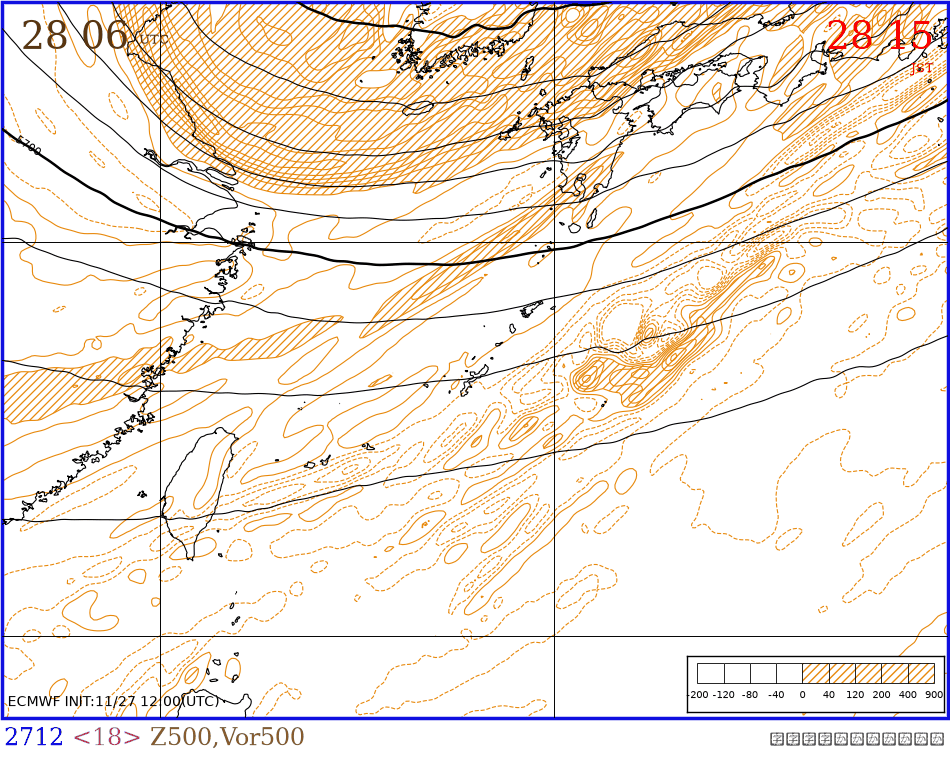 28 06 (UTC)
28 15
JST
5700
ECMWF INIT:11/27 12:00(UTC)
-200 -120 -80 -40 0 40 120 200 400 900
2712 <18> Z500,Vor500